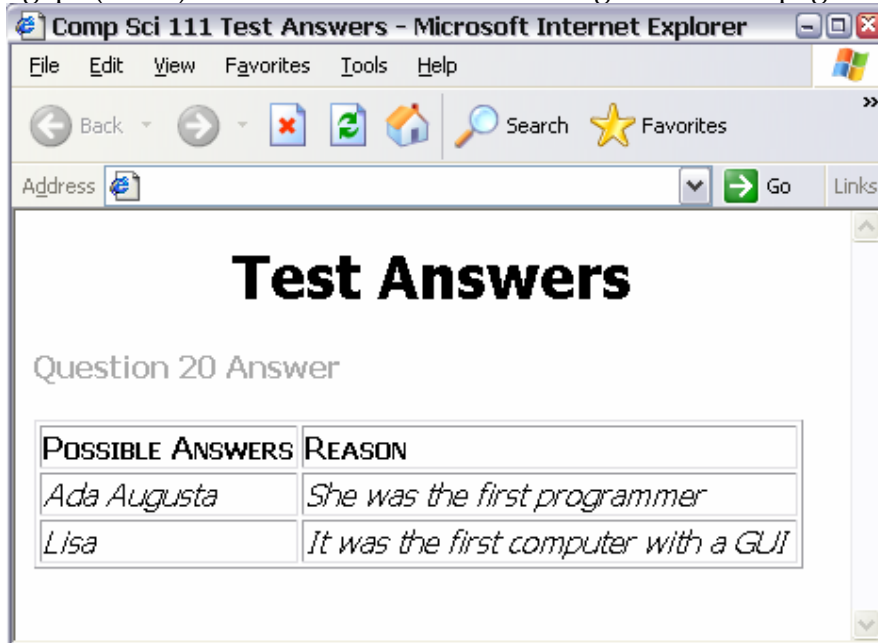 Comp Sci 111 Test Answers - Microsoft Internet Explorer
File Edit View Favorites Tools Help
Back Search Favorites »
Address Go Links
Test Answers
Question 20 Answer
POSSIBLE ANSWERS REASON
Ada Augusta She was the first programmer
Lisa It was the first computer with a GUI